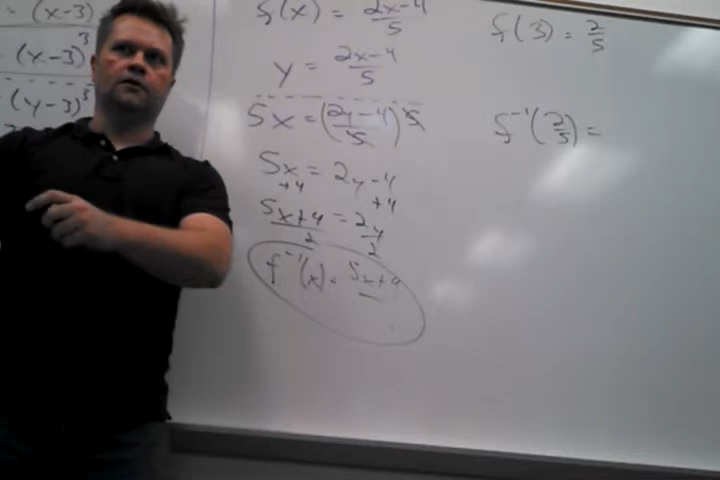 = (x-3)
= (x-3)³
= (y-3)³
f(x) = 2x-4/5
y = 2x-4/5
5x = (2y-4/5)5
5x = 2y-4
+4 +4
5x+4/2 = 2y/2
f⁻¹(x) = 5x+4
f(3) = 2/5
f⁻¹(2/5) =